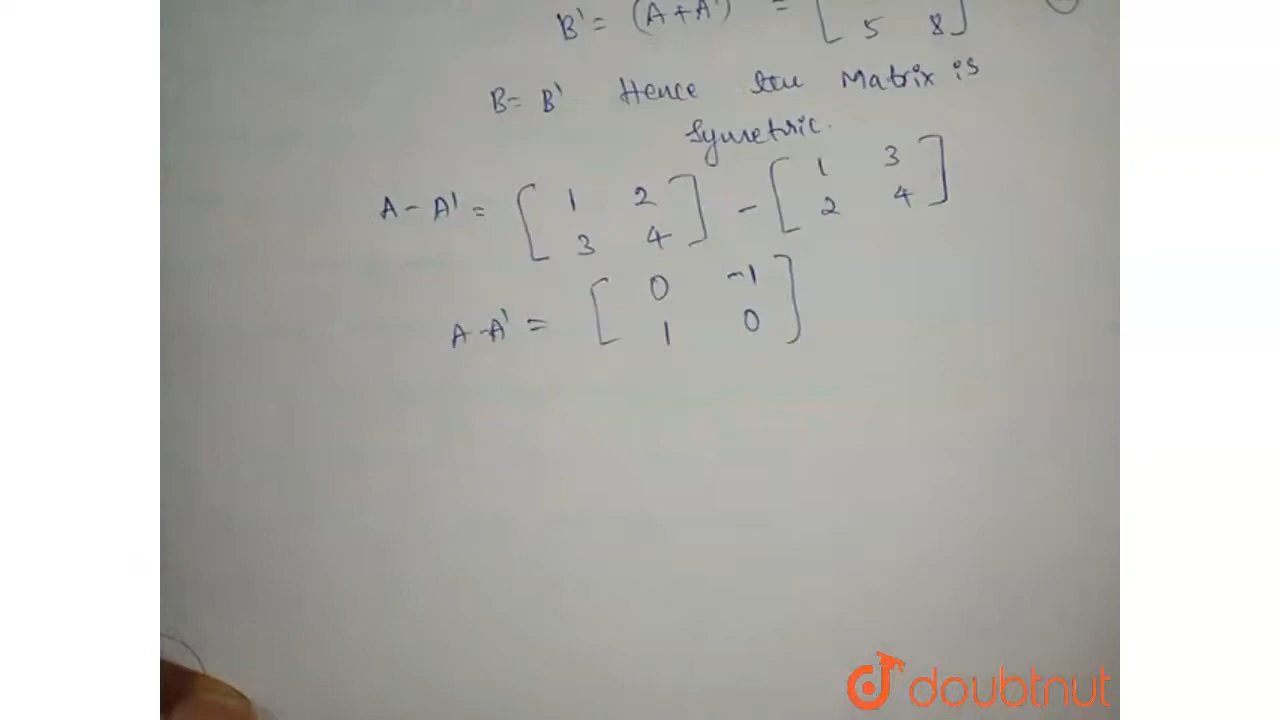 B' = (A + A') = [
5 8 ]
B = B' Hence the Matrix is
Symetric.
A - A' = [ 1 2 ] - [ 1 3 ]
3 4 2 4
A - A' = [ 0 -1 ]
1 0
doubtnut